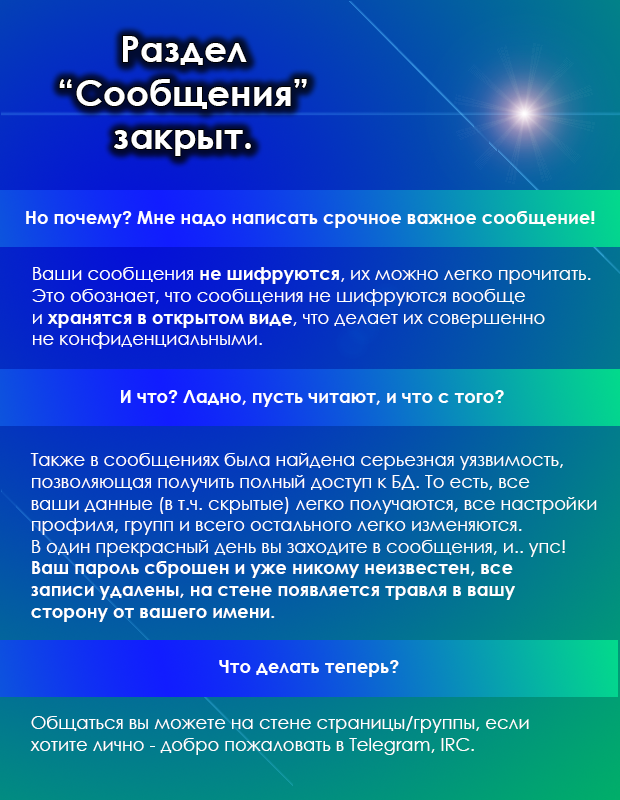 Раздел
“Сообщения”
закрыт.
Но почему? Мне надо написать срочное важное сообщение!
Ваши сообщения не шифруются, их можно легко прочитать.
Это обознает, что сообщения не шифруются вообще
и хранятся в открытом виде, что делает их совершенно
не конфиденциальными.
И что? Ладно, пусть читают, и что с того?
Также в сообщениях была найдена серьезная уязвимость,
позволяющая получить полный доступ к БД. То есть, все
ваши данные (в т.ч. скрытые) легко получаются, все настройки
профиля, групп и всего остального легко изменяются.
В один прекрасный день вы заходите в сообщения, и.. упс!
Ваш пароль сброшен и уже никому неизвестен, все
записи удалены, на стене появляется травля в вашу
сторону от вашего имени.
Что делать теперь?
Общаться вы можете на стене страницы/группы, если
хотите лично - добро пожаловать в Telegram, IRC.